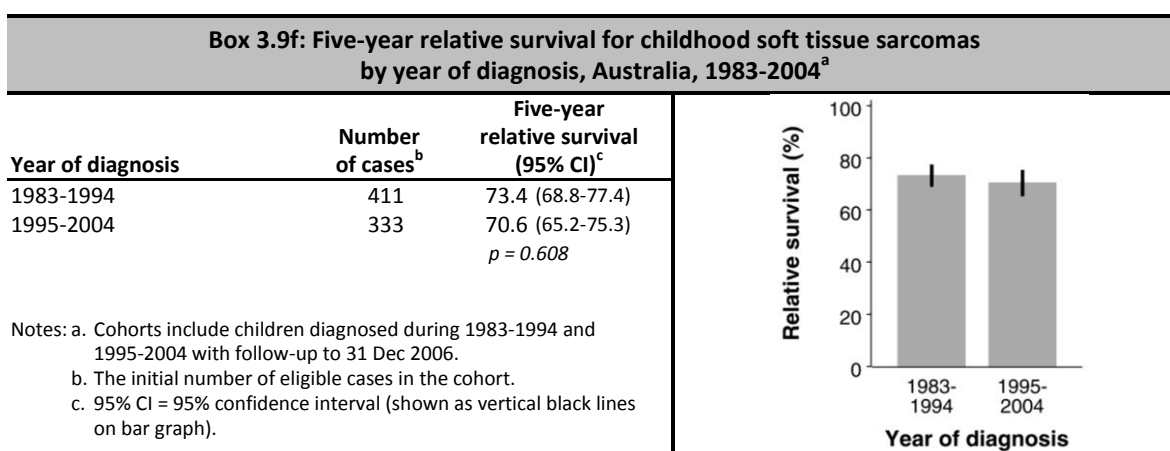 Box 3.9f: Five-year relative survival for childhood soft tissue sarcomas
by year of diagnosis, Australia, 1983-2004a
Five-year
Number relative survival
Year of diagnosis of casesb (95% CI)c
1983-1994 411 73.4 (68.8-77.4)
1995-2004 333 70.6 (65.2-75.3)
p = 0.608
Notes: a. Cohorts include children diagnosed during 1983-1994 and
1995-2004 with follow-up to 31 Dec 2006.
b. The initial number of eligible cases in the cohort.
c. 95% CI = 95% confidence interval (shown as vertical black lines
on bar graph).
Relative survival (%)
100
80
60
40
20
0
1983- 1995-
1994 2004
Year of diagnosis